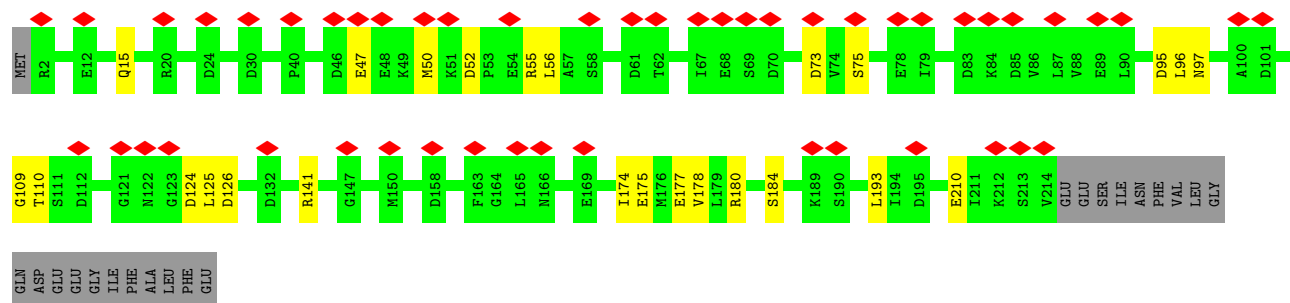 MET R2 E12 Q15 R20 D24 D30 P40 D46 E47 E48 K49 M50 K51 D52 P53 E54 R55 L56 A57 S58 D61 T62 I67 E68 S69 D70 D73 V74 S75 E78 I79 D83 K84 D85 V86 L87 V88 E89 L90 D95 L96 N97 A100 D101
G109 T110 S111 D112 G121 N122 G123 D124 L125 D126 D132 R141 G147 M150 D158 F163 G164 L165 N166 E169 I174 E175 M176 E177 V178 L179 R180 S184 K189 S190 L193 I194 D195 E210 I211 K212 S213 V214 GLU GLU SER ILE ASN PHE VAL LEU GLY
GLN ASP GLU GLU GLY ILE PHE ALA LEU PHE GLU